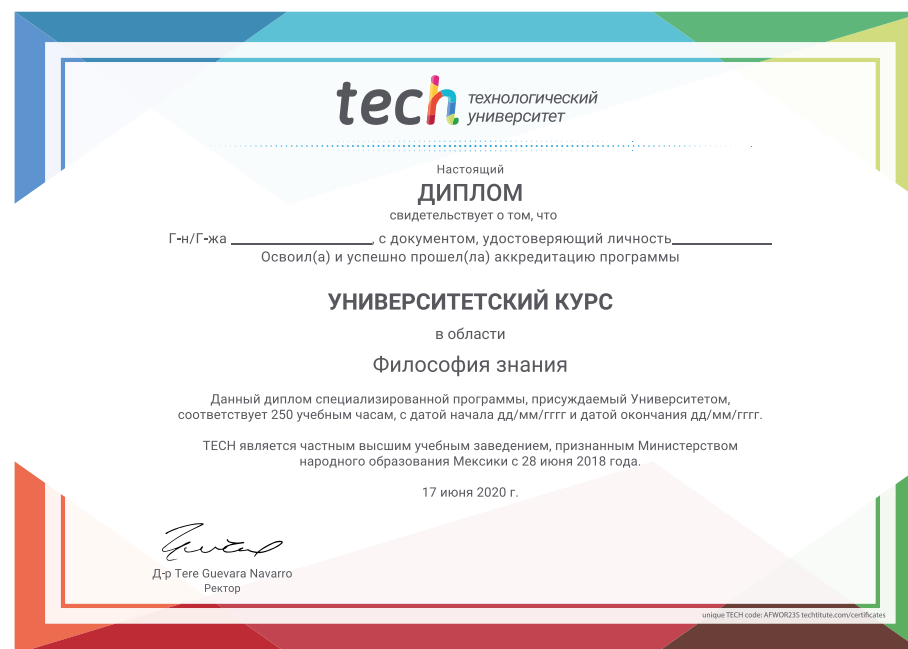 tech технологический
университет
Настоящий
ДИПЛОМ
свидетельствует о том, что
Г-н/Г-жа , с документом, удостоверяющий личность
Освоил(а) и успешно прошел(ла) аккредитацию программы
УНИВЕРСИТЕТСКИЙ КУРС
в области
Философия знания
Данный диплом специализированной программы, присуждаемый Университетом,
соответствует 250 учебным часам, с датой начала дд/мм/гггг и датой окончания дд/мм/гггг.
TECH является частным высшим учебным заведением, признанным Министерством
народного образования Мексики с 28 июня 2018 года.
17 июня 2020 г.
Д-р Tere Guevara Navarro
Ректор
unique TECH code: AFWOR23S techtitute.com/certificates